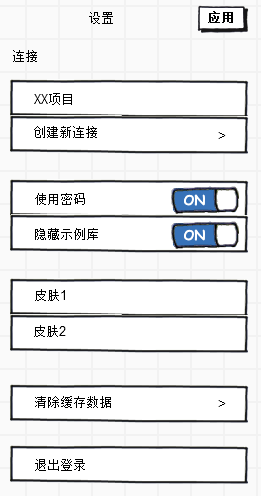 设置 应用
连接
XX项目
创建新连接 >
使用密码 ON
隐藏示例库 ON
皮肤1
皮肤2
清除缓存数据 >
退出登录